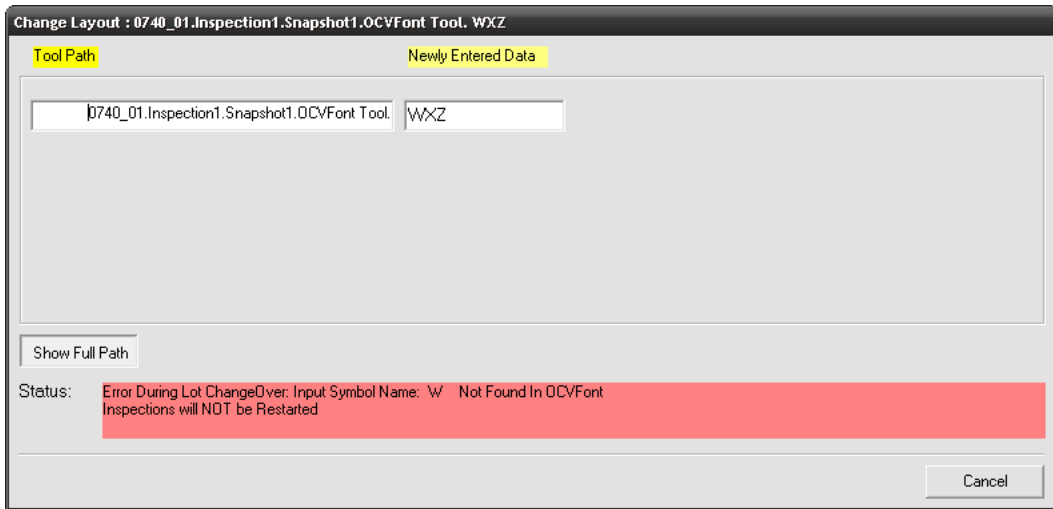 Change Layout : 0740_01.Inspection1.Snapshot1.OCVFont Tool. WXZ
Tool Path Newly Entered Data
0740_01.Inspection1.Snapshot1.OCVFont Tool. WXZ
Show Full Path
Status: Error During Lot ChangeOver: Input Symbol Name: W Not Found In OCVFont
Inspections will NOT be Restarted
Cancel